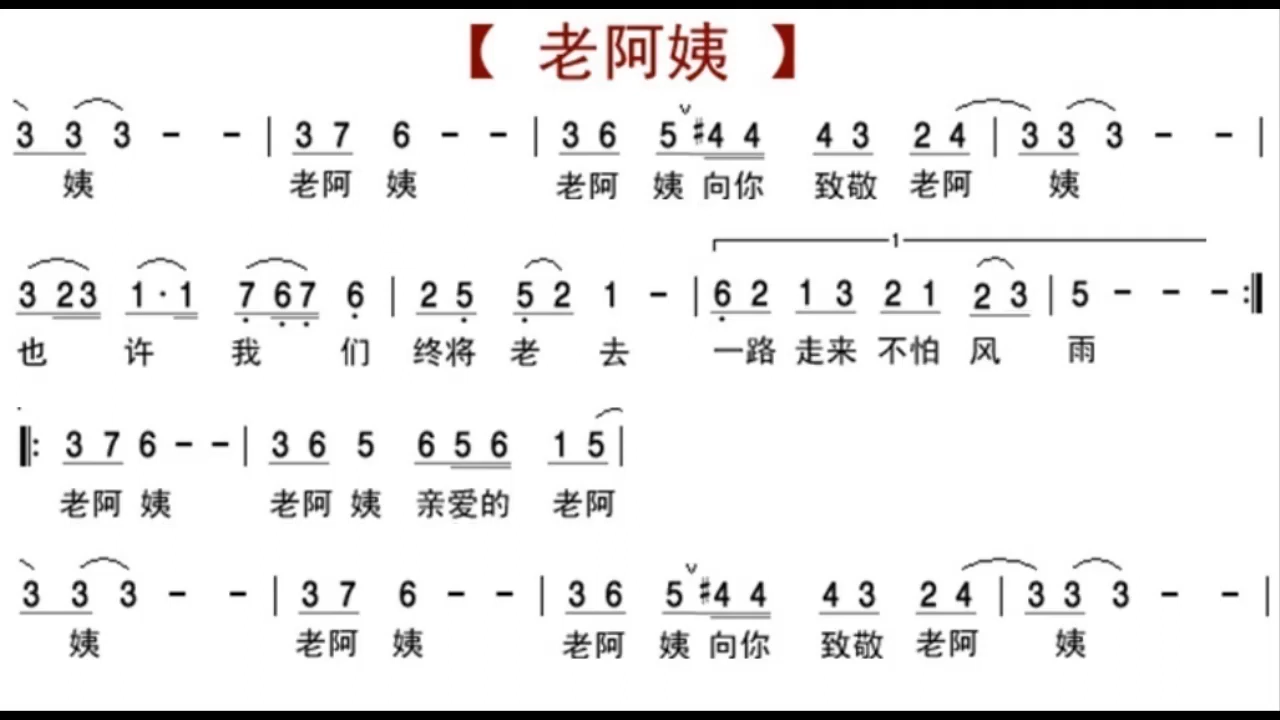 【 老阿姨 】
3 3 3 - - | 3 7 6 - - | 3 6 5 #4 4 4 3 2 4 | 3 3 3 - - |
姨 老阿 姨 老阿 姨 向你 致敬 老阿 姨
1
3 23 1·1 7 67 6 | 2 5 5 2 1 - | 6 2 1 3 2 1 2 3 | 5 - - - :|
也 许 我 们 终将 老 去 一路 走来 不怕 风 雨
|: 3 7 6 - - | 3 6 5 6 5 6 1 5 |
老阿 姨 老阿 姨 亲爱的 老阿
3 3 3 - - | 3 7 6 - - | 3 6 5 #4 4 4 3 2 4 | 3 3 3 - - |
姨 老阿 姨 老阿 姨 向你 致敬 老阿 姨